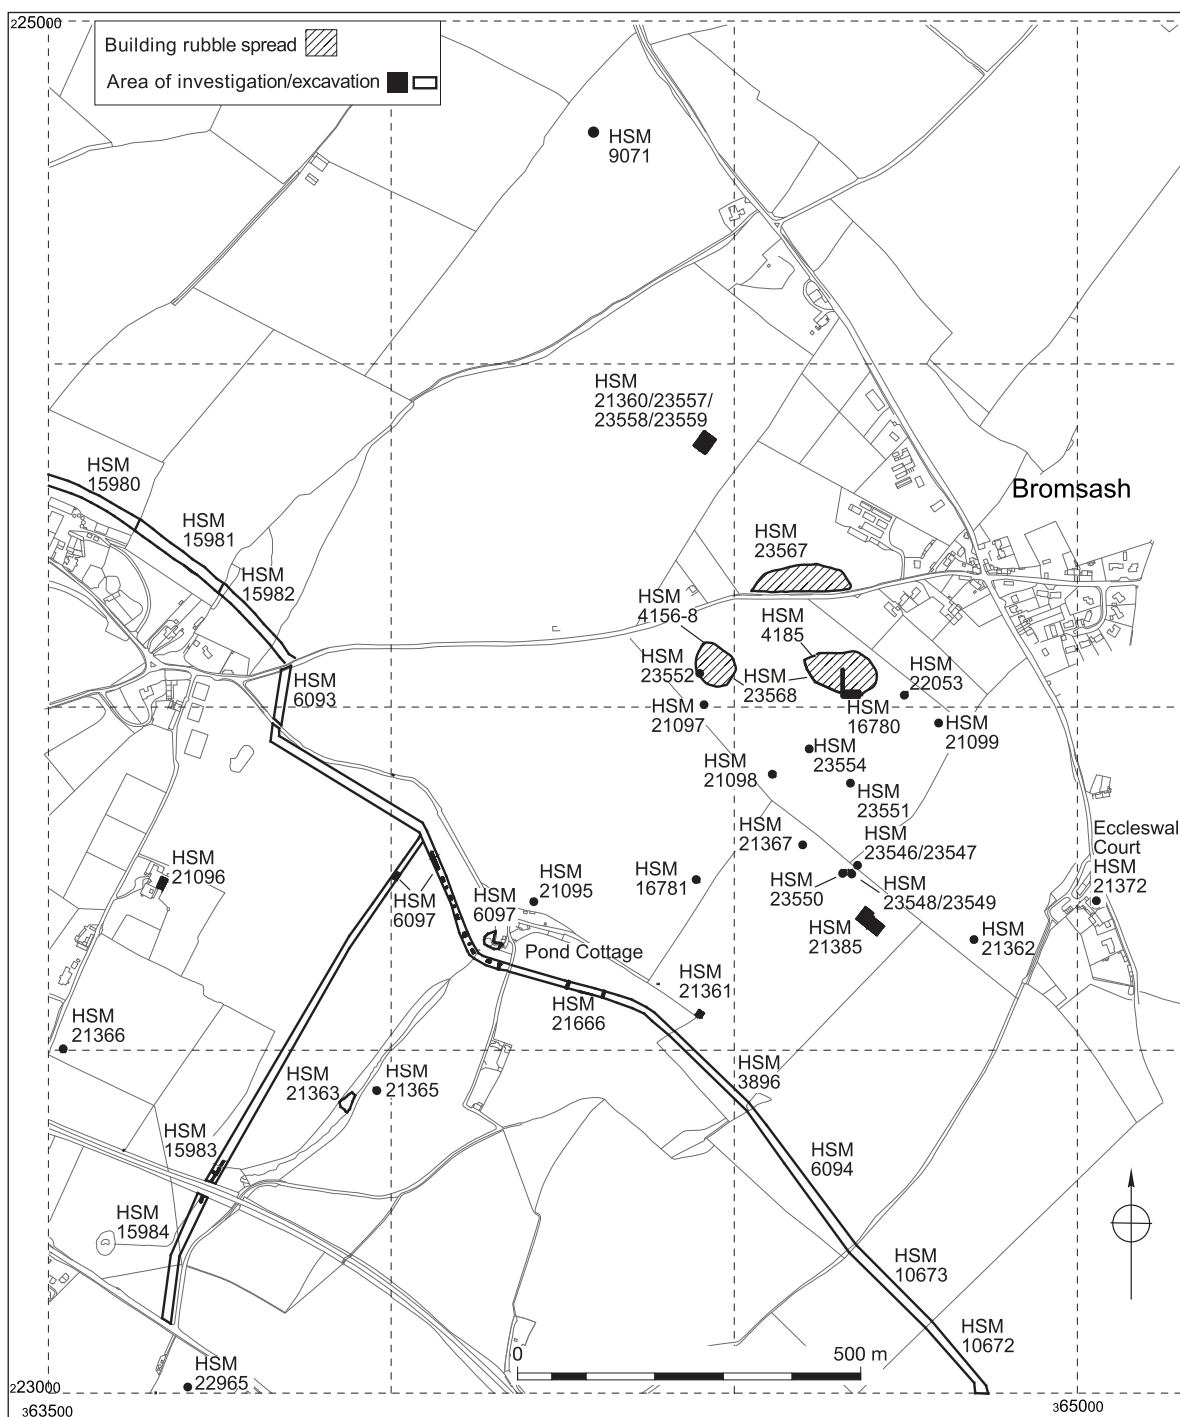 225000
Building rubble spread
Area of investigation/excavation
HSM
9071
HSM
21360/23557/
23558/23559
HSM
15980
HSM
15981
HSM
15982
Bromsash
HSM
23567
HSM
4156-8
HSM
4185
HSM
23552
HSM
23568
HSM
22053
HSM
6093
HSM
21097
HSM
16780
HSM
21099
HSM
21098
HSM
23554
HSM
23551
HSM
21367
HSM
23546/23547
Eccleswal
Court
HSM
21372
HSM
21096
HSM
6097
HSM
6097
HSM
21095
HSM
16781
HSM
23550
HSM
23548/23549
HSM
21385
HSM
21362
Pond Cottage
HSM
21361
HSM
21666
HSM
21366
HSM
21363
HSM
21365
HSM
3896
HSM
15983
HSM
6094
HSM
15984
HSM
10673
HSM
10672
0
500 m
HSM
22965
223000
363500
365000